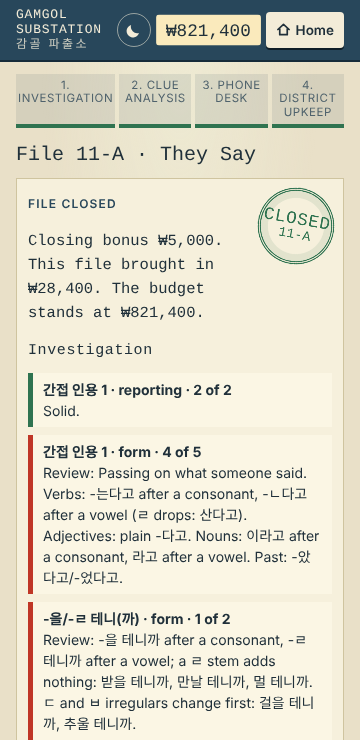 GAMGOL
SUBSTATION
감골 파출소
₩821,400
Home
1.
INVESTIGATION
2. CLUE
ANALYSIS
3. PHONE
DESK
4.
DISTRICT
UPKEEP
File 11-A · They Say
FILE CLOSED
CLOSED
11-A
Closing bonus ₩5,000.
This file brought in
₩28,400. The budget
stands at ₩821,400.
Investigation
간접 인용 1 · reporting · 2 of 2
Solid.
간접 인용 1 · form · 4 of 5
Review: Passing on what someone said.
Verbs: -는다고 after a consonant, -ㄴ다고
after a vowel (ㄹ drops: 산다고).
Adjectives: plain -다고. Nouns: 이라고 after
a consonant, 라고 after a vowel. Past: -았
다고/-었다고.
-을/-ㄹ 테니(까) · form · 1 of 2
Review: -을 테니까 after a consonant, -ㄹ
테니까 after a vowel; a ㄹ stem adds
nothing: 받을 테니까, 만날 테니까, 멀 테니까.
ㄷ and ㅂ irregulars change first: 걸을 테니
까, 추울 테니까.